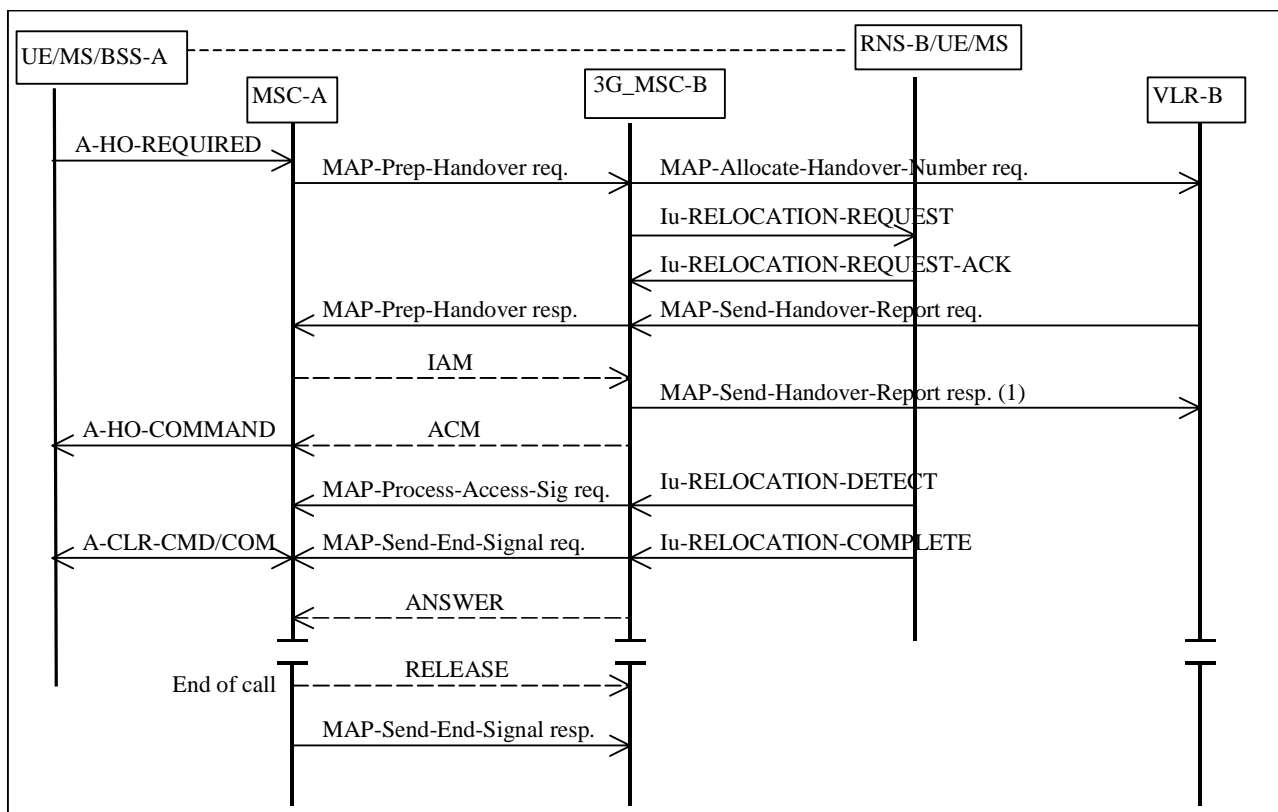 UE/MS/BSS-A
RNS-B/UE/MS
MSC-A
3G_MSC-B
VLR-B
A-HO-REQUIRED
MAP-Prep-Handover req.
MAP-Allocate-Handover-Number req.
Iu-RELOCATION-REQUEST
Iu-RELOCATION-REQUEST-ACK
MAP-Prep-Handover resp.
MAP-Send-Handover-Report req.
IAM
MAP-Send-Handover-Report resp. (1)
A-HO-COMMAND
ACM
MAP-Process-Access-Sig req.
Iu-RELOCATION-DETECT
A-CLR-CMD/COM
MAP-Send-End-Signal req.
Iu-RELOCATION-COMPLETE
ANSWER
End of call
RELEASE
MAP-Send-End-Signal resp.